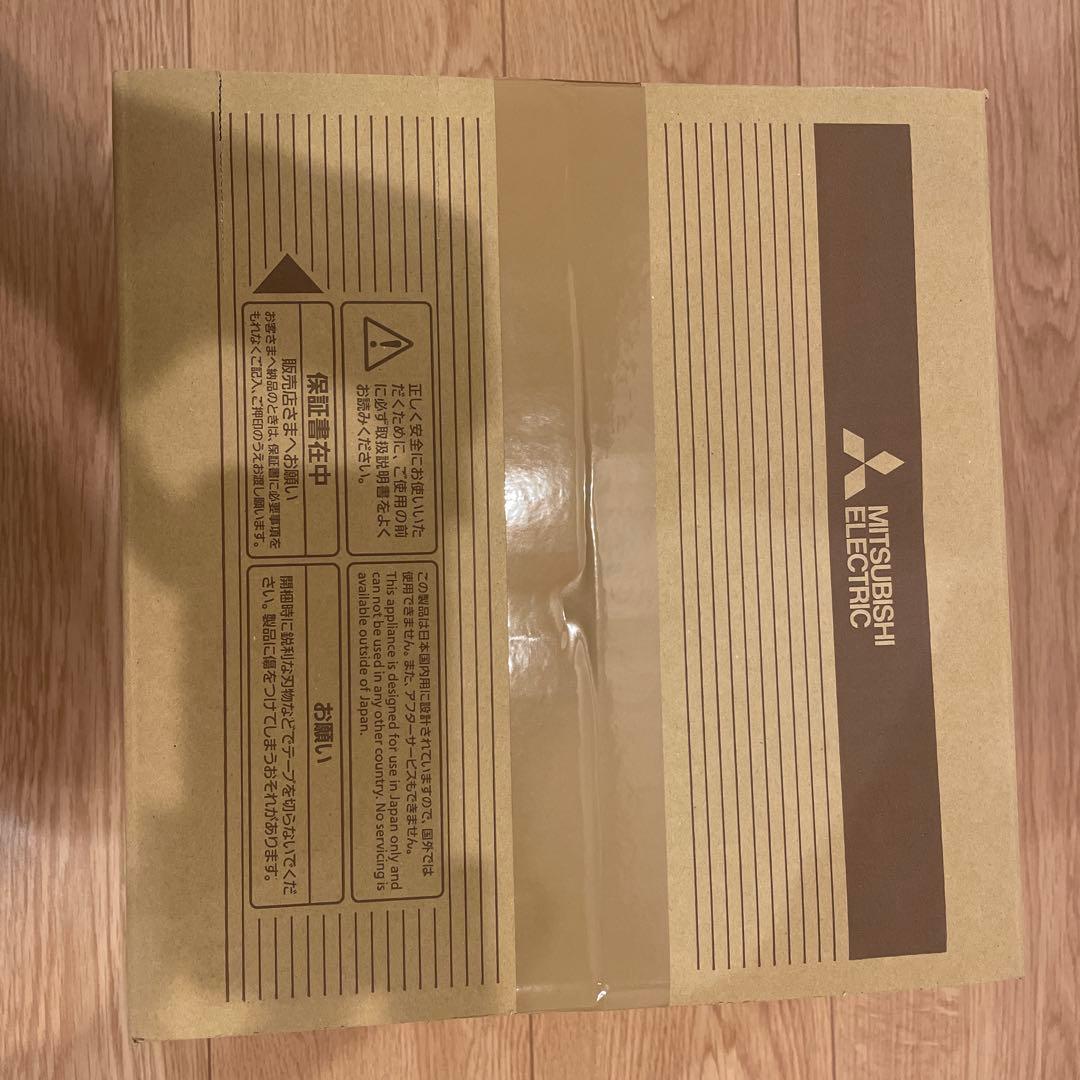 MITSUBISHI
ELECTRIC
正しく安全にお使いいた
だくために、ご使用の前
に必ず取扱説明書をよく
お読みください。
この製品は日本国内用に設計されていますので、国外では
使用できません。また、アフターサービスもできません。
This appliance is designed for use in Japan only and
can not be used in any other country. No servicing is
available outside of Japan.
保証書在中
販売店さまへお願い
お客さまへ納品のときは、保証書に必要事項を
もれなくご記入、ご押印のうえお渡し願います。
お願い
開梱時に鋭利な刃物などでテープを切らないでくだ
さい。製品に傷をつけてしまうおそれがあります。